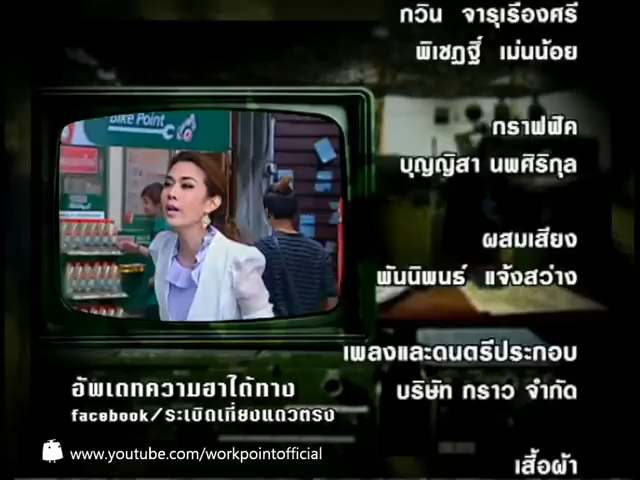 กวิน จารุเรืองศรี
พิเชฏฐ์ เม่นน้อย
Bike Point
กราฟฟิค
บุญญิสา นพศิริกุล
ผสมเสียง
พันนิพนธ์ แจ้งสว่าง
เพลงและดนตรีประกอบ
บริษัท กราว จำกัด
อัพเดทความฮาได้ทาง
facebook/ระเบิดเที่ยงแถวตรง
www.youtube.com/workpointofficial
เสื้อผ้า